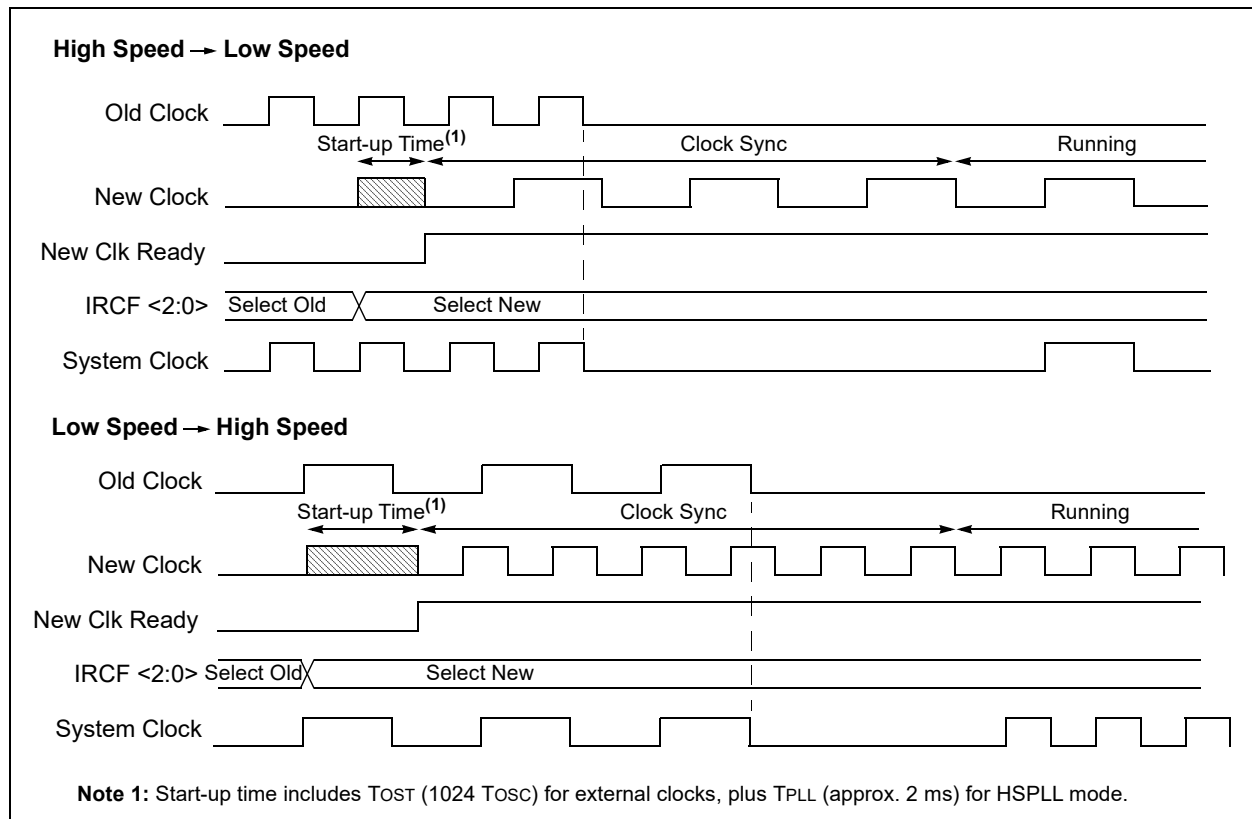 High Speed → Low Speed
Old Clock
Start-up Time(1) Clock Sync Running
New Clock
New Clk Ready
IRCF <2:0> Select Old Select New
System Clock
Low Speed → High Speed
Old Clock
Start-up Time(1) Clock Sync Running
New Clock
New Clk Ready
IRCF <2:0> Select Old Select New
System Clock
Note 1: Start-up time includes TOST (1024 TOSC) for external clocks, plus TPLL (approx. 2 ms) for HSPLL mode.